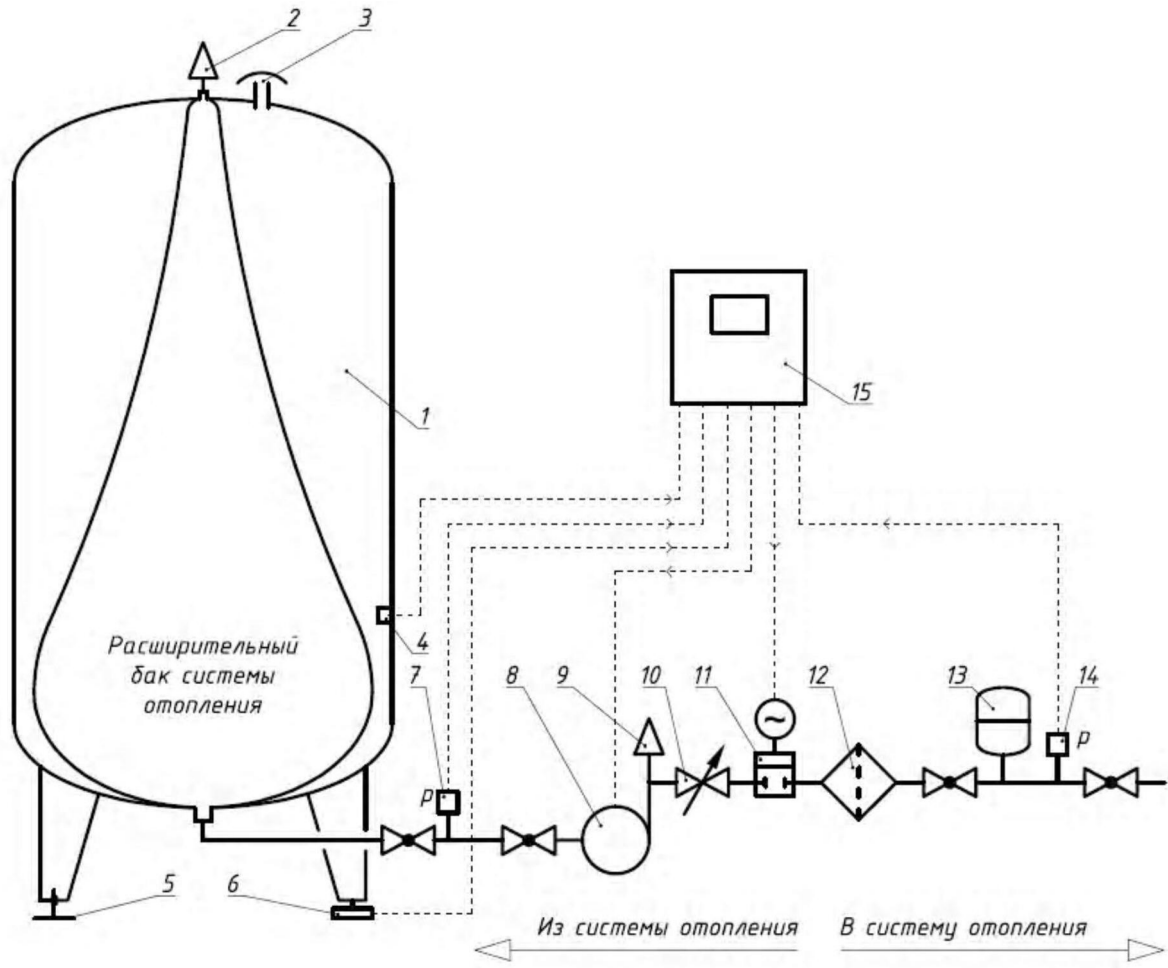 2
3
15
1
4
Расширительный
бак системы
отопления
7
8
9
10
11
12
13
14
p
p
~
5
6
Из системы отопления
В систему отопления